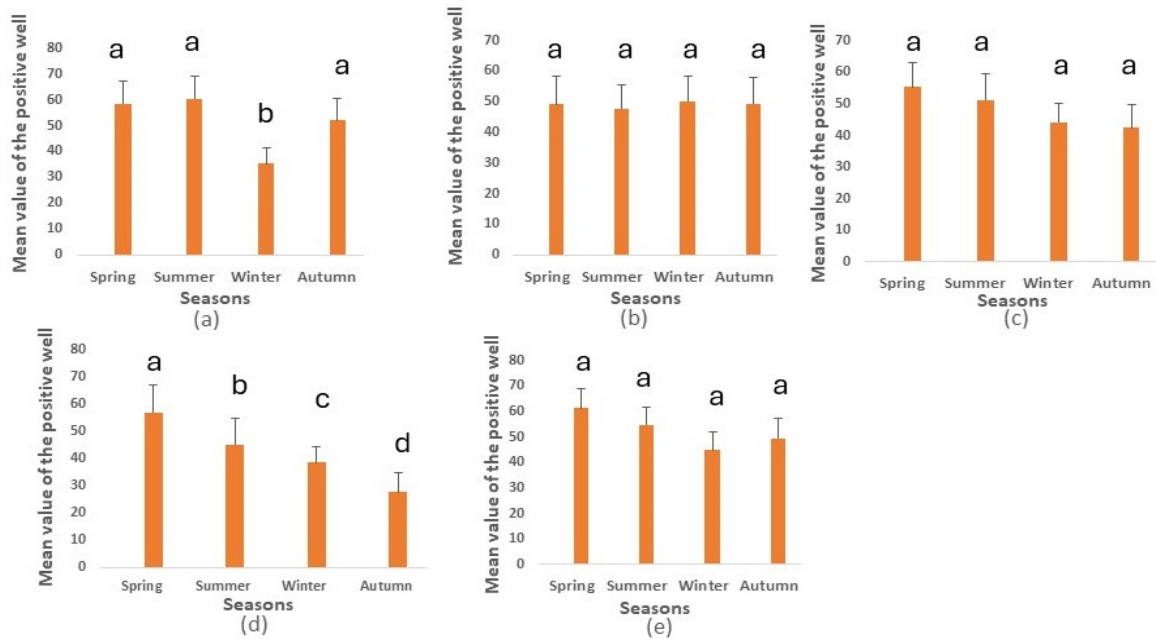 Mean value of the positive well
80
70
60
50
40
30
20
10
0
a
a
b
a
Spring Summer Winter Autumn
Seasons
(a)
Mean value of the positive well
70
60
50
40
30
20
10
0
a a a a
Spring Summer Winter Autumn
Seasons
(b)
Mean value of the positive well
70
60
50
40
30
20
10
0
a a
a a
Spring Summer Winter Autumn
Seasons
(c)
Mean value of the positive well
80
70
60
50
40
30
20
10
0
a
b
c
d
Spring Summer Winter Autumn
Seasons
(d)
Mean value of the positive well
80
70
60
50
40
30
20
10
0
a
a
a
a
Spring Summer Winter Autumn
Seasons
(e)